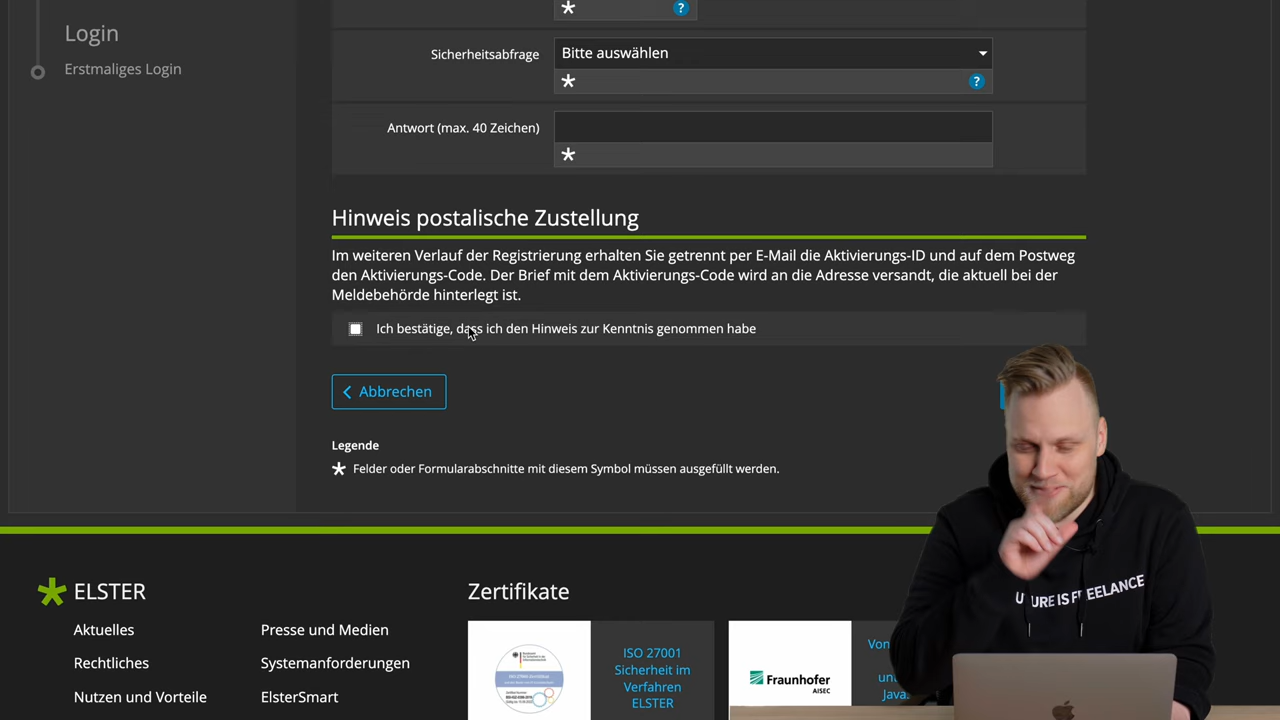 Login
Erstmaliges Login
* ?
Sicherheitsabfrage
Bitte auswählen
* ?
Antwort (max. 40 Zeichen)
*
Hinweis postalische Zustellung
Im weiteren Verlauf der Registrierung erhalten Sie getrennt per E-Mail die Aktivierungs-ID und auf dem Postweg
den Aktivierungs-Code. Der Brief mit dem Aktivierungs-Code wird an die Adresse versandt, die aktuell bei der
Meldebehörde hinterlegt ist.
Ich bestätige, dass ich den Hinweis zur Kenntnis genommen habe
Abbrechen
Legende
* Felder oder Formularabschnitte mit diesem Symbol müssen ausgefüllt werden.
ELSTER
Aktuelles
Rechtliches
Nutzen und Vorteile
Presse und Medien
Systemanforderungen
ElsterSmart
Zertifikate
ISO 27001
Sicherheit im
Verfahren
ELSTER
Fraunhofer
AISEC
Java.
IS FREELANCE